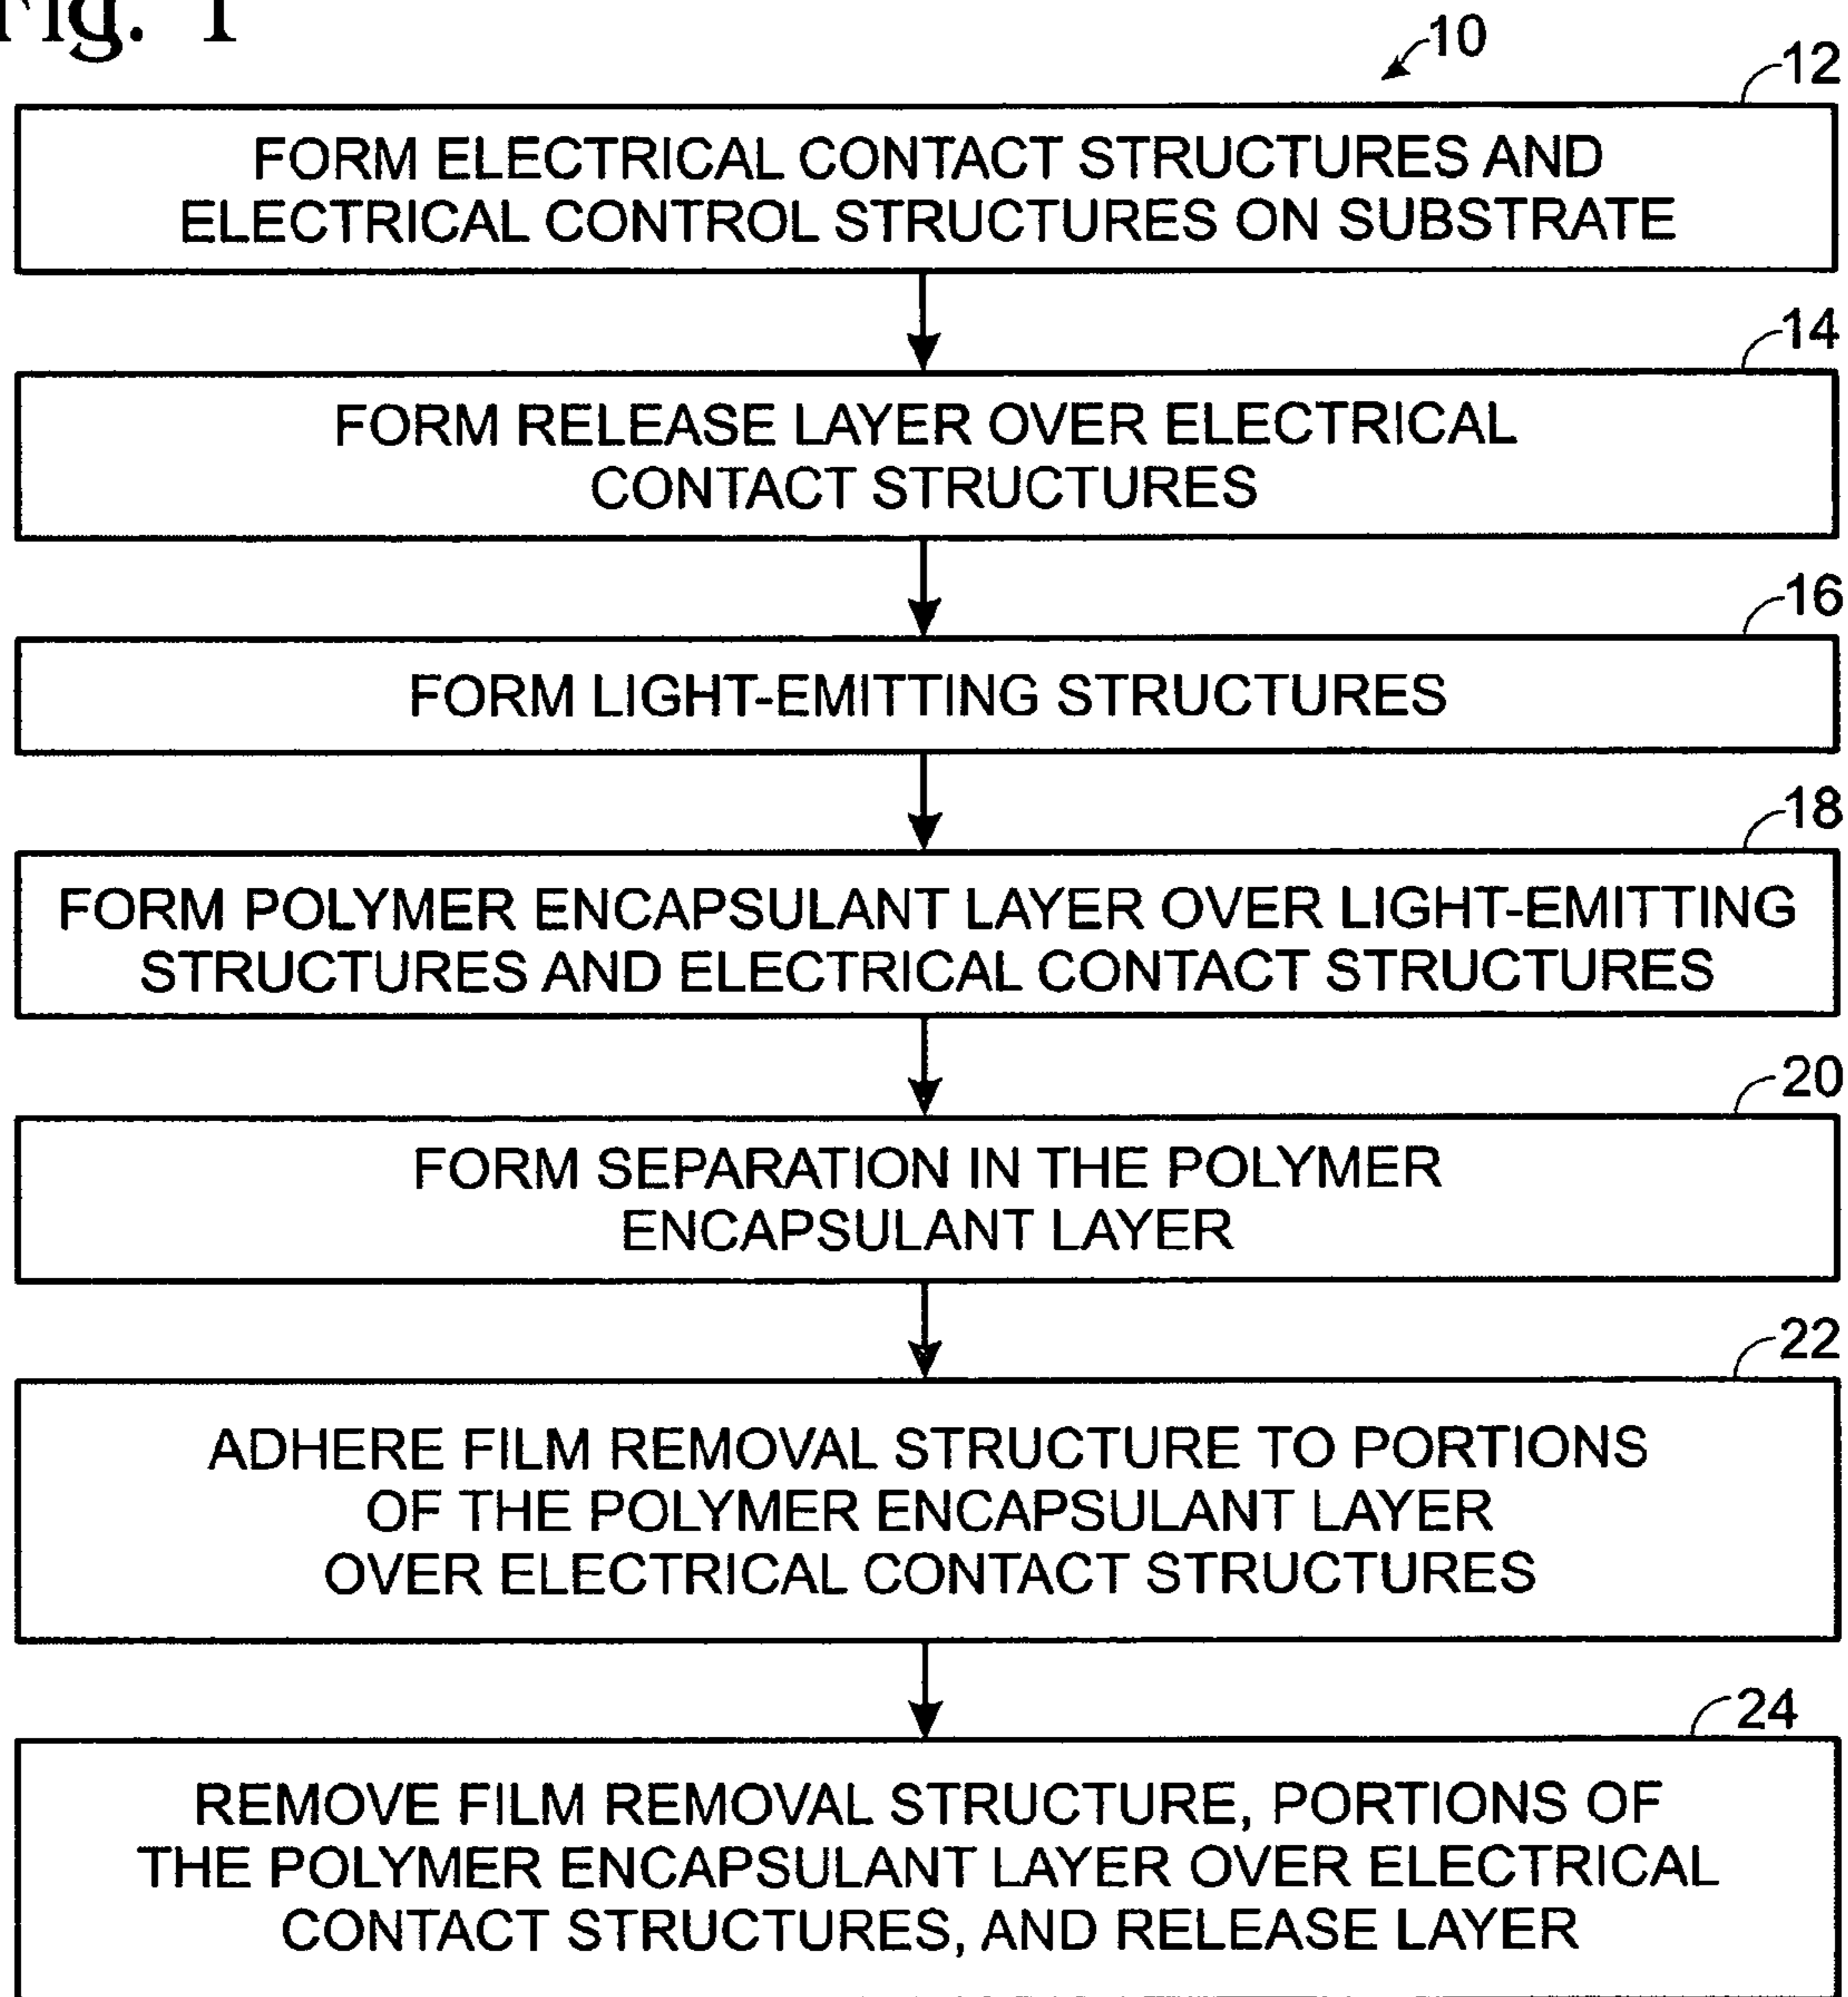 Fig. 1
10
12
FORM ELECTRICAL CONTACT STRUCTURES AND
ELECTRICAL CONTROL STRUCTURES ON SUBSTRATE
14
FORM RELEASE LAYER OVER ELECTRICAL
CONTACT STRUCTURES
16
FORM LIGHT-EMITTING STRUCTURES
18
FORM POLYMER ENCAPSULANT LAYER OVER LIGHT-EMITTING
STRUCTURES AND ELECTRICAL CONTACT STRUCTURES
20
FORM SEPARATION IN THE POLYMER
ENCAPSULANT LAYER
22
ADHERE FILM REMOVAL STRUCTURE TO PORTIONS
OF THE POLYMER ENCAPSULANT LAYER
OVER ELECTRICAL CONTACT STRUCTURES
24
REMOVE FILM REMOVAL STRUCTURE, PORTIONS OF
THE POLYMER ENCAPSULANT LAYER OVER ELECTRICAL
CONTACT STRUCTURES, AND RELEASE LAYER